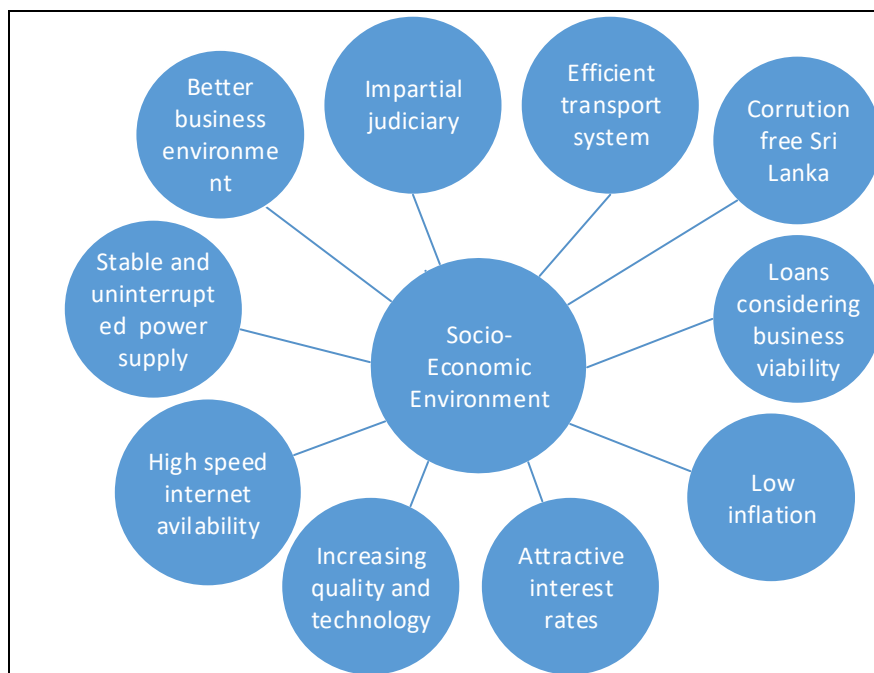 Better
business
environme
nt
Impartial
judiciary
Efficient
transport
system
Corrution
free Sri
Lanka
Stable and
uninterrupt
ed power
supply
Socio-
Economic
Environment
Loans
considering
business
viability
High speed
internet
avilability
Low
inflation
Increasing
quality and
technology
Attractive
interest
rates